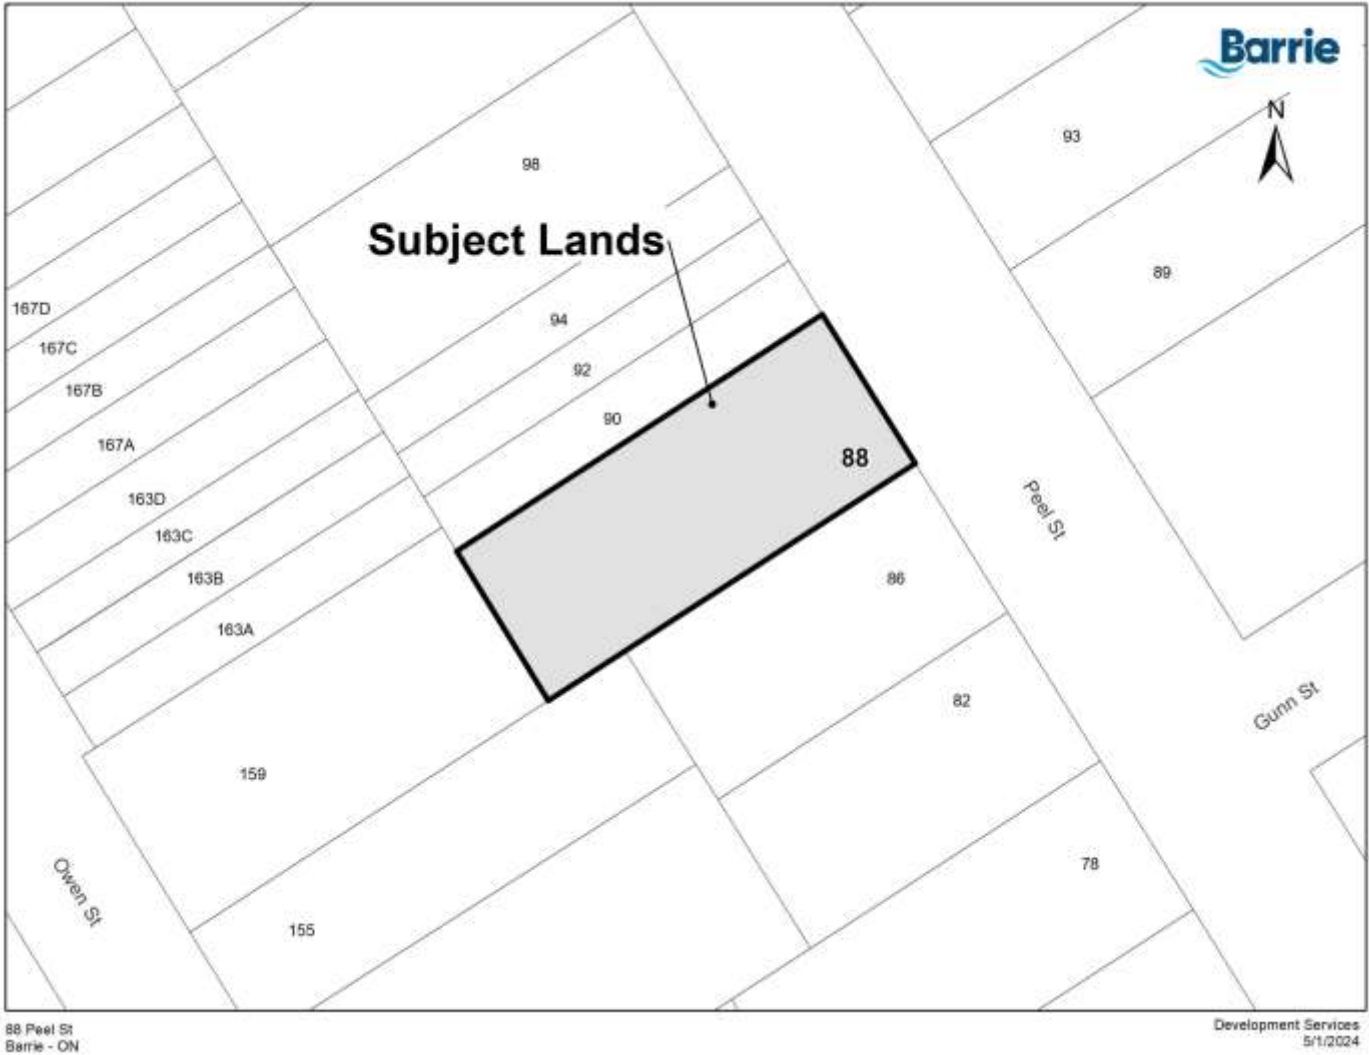 Barrie
N
93
98
Subject Lands
89
167D
94
167C
92
167B
90
167A
88
163D
Peel St
163C
163B
86
163A
82
Gunn St
159
78
Owen St
155
88 Peel St
Barrie - ON
Development Services
5/1/2024